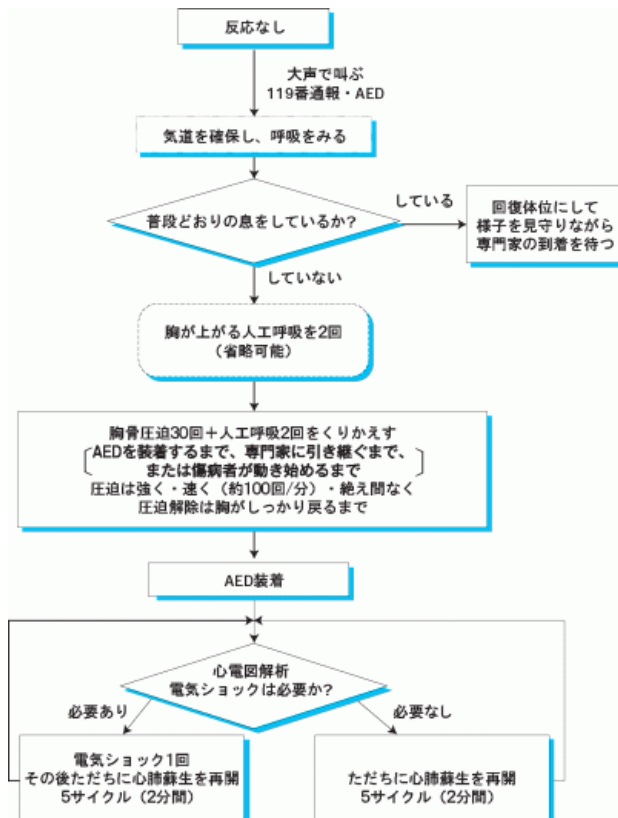 反応なし
大声で叫ぶ
119番通報・AED
気道を確保し、呼吸をみる
普段どおりの息をしているか?
している
回復体位にして
様子を見守りながら
専門家の到着を待つ
していない
胸が上がる人工呼吸を2回
(省略可能)
胸骨圧迫30回+人工呼吸2回をくりかえす
AEDを装着するまで、専門家に引き継ぐまで、
または傷病者が動き始めるまで
圧迫は強く・速く(約100回/分)・絶え間なく
圧迫解除は胸がしっかり戻るまで
AED装着
心電図解析
電気ショックは必要か?
必要あり
必要なし
電気ショック1回
その後ただちに心肺蘇生を再開
5サイクル(2分間)
ただちに心肺蘇生を再開
5サイクル(2分間)